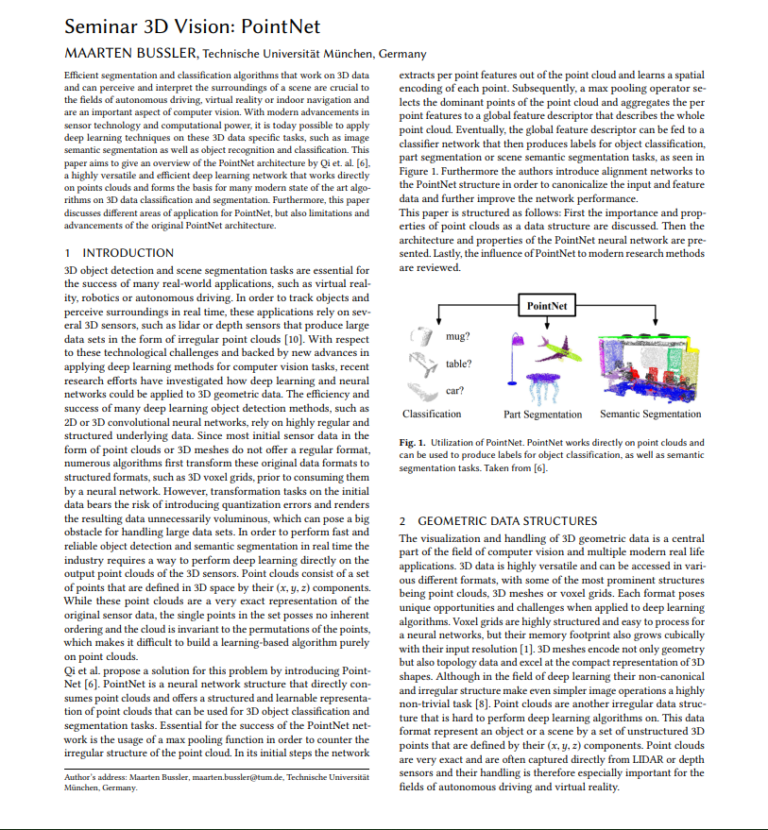 Seminar 3D Vision: PointNet
MAARTEN BUSSLER, Technische Universität München, Germany
Efficient segmentation and classification algorithms that work on 3D data
and can perceive and interpret the surroundings of a scene are crucial to
the fields of autonomous driving, virtual reality or indoor navigation and
are an important aspect of computer vision. With modern advancements in
sensor technology and computational power, it is today possible to apply
deep learning techniques on these 3D data specific tasks, such as image
semantic segmentation as well as object recognition and classification. This
paper aims to give an overview of the PointNet architecture by Qi et. al. [6],
a highly versatile and efficient deep learning network that works directly
on points clouds and forms the basis for many modern state of the art algo-
rithms on 3D data classification and segmentation. Furthermore, this paper
discusses different areas of application for PointNet, but also limitations and
advancements of the original PointNet architecture.
1 INTRODUCTION
3D object detection and scene segmentation tasks are essential for
the success of many real-world applications, such as virtual real-
ity, robotics or autonomous driving. In order to track objects and
perceive surroundings in real time, these applications rely on sev-
eral 3D sensors, such as lidar or depth sensors that produce large
data sets in the form of irregular point clouds [10]. With respect
to these technological challenges and backed by new advances in
applying deep learning methods for computer vision tasks, recent
research efforts have investigated how deep learning and neural
networks could be applied to 3D geometric data. The efficiency and
success of many deep learning object detection methods, such as
2D or 3D convolutional neural networks, rely on highly regular and
structured underlying data. Since most initial sensor data in the
form of point clouds or 3D meshes do not offer a regular format,
numerous algorithms first transform these original data formats to
structured formats, such as 3D voxel grids, prior to consuming them
by a neural network. However, transformation tasks on the initial
data bears the risk of introducing quantization errors and renders
the resulting data unnecessarily voluminous, which can pose a big
obstacle for handling large data sets. In order to perform fast and
reliable object detection and semantic segmentation in real time the
industry requires a way to perform deep learning directly on the
output point clouds of the 3D sensors. Point clouds consist of a set
of points that are defined in 3D space by their (x, y, z) components.
While these point clouds are a very exact representation of the
original sensor data, the single points in the set posses no inherent
ordering and the cloud is invariant to the permutations of the points,
which makes it difficult to build a learning-based algorithm purely
on point clouds.
Qi et al. propose a solution for this problem by introducing Point-
Net [6]. PointNet is a neural network structure that directly con-
sumes point clouds and offers a structured and learnable representa-
tion of point clouds that can be used for 3D object classification and
segmentation tasks. Essential for the success of the PointNet net-
work is the usage of a max pooling function in order to counter the
irregular structure of the point cloud. In its initial steps the network
Author's address: Maarten Bussler, maarten.bussler@tum.de, Technische Universität
München, Germany.
extracts per point features out of the point cloud and learns a spatial
encoding of each point. Subsequently, a max pooling operator se-
lects the dominant points of the point cloud and aggregates the per
point features to a global feature descriptor that describes the whole
point cloud. Eventually, the global feature descriptor can be fed to a
classifier network that then produces labels for object classification,
part segmentation or scene semantic segmentation tasks, as seen in
Figure 1. Furthermore the authors introduce alignment networks to
the PointNet structure in order to canonicalize the input and feature
data and further improve the network performance.
This paper is structured as follows: First the importance and prop-
erties of point clouds as a data structure are discussed. Then the
architecture and properties of the PointNet neural network are pre-
sented. Lastly, the influence of PointNet to modern research methods
are reviewed.
PointNet
mug?
table?
car?
Classification Part Segmentation Semantic Segmentation
Fig. 1. Utilization of PointNet. PointNet works directly on point clouds and
can be used to produce labels for object classification, as well as semantic
segmentation tasks. Taken from [6].
2 GEOMETRIC DATA STRUCTURES
The visualization and handling of 3D geometric data is a central
part of the field of computer vision and multiple modern real life
applications. 3D data is highly versatile and can be accessed in vari-
ous different formats, with some of the most prominent structures
being point clouds, 3D meshes or voxel grids. Each format poses
unique opportunities and challenges when applied to deep learning
algorithms. Voxel grids are highly structured and easy to process for
a neural networks, but their memory footprint also grows cubically
with their input resolution [1]. 3D meshes encode not only geometry
but also topology data and excel at the compact representation of 3D
shapes. Although in the field of deep learning their non-canonical
and irregular structure make even simpler image operations a highly
non-trivial task [8]. Point clouds are another irregular data struc-
ture that is hard to perform deep learning algorithms on. This data
format represent an object or a scene by a set of unstructured 3D
points that are defined by their (x, y, z) components. Point clouds
are very exact and are often captured directly from LIDAR or depth
sensors and their handling is therefore especially important for the
fields of autonomous driving and virtual reality.